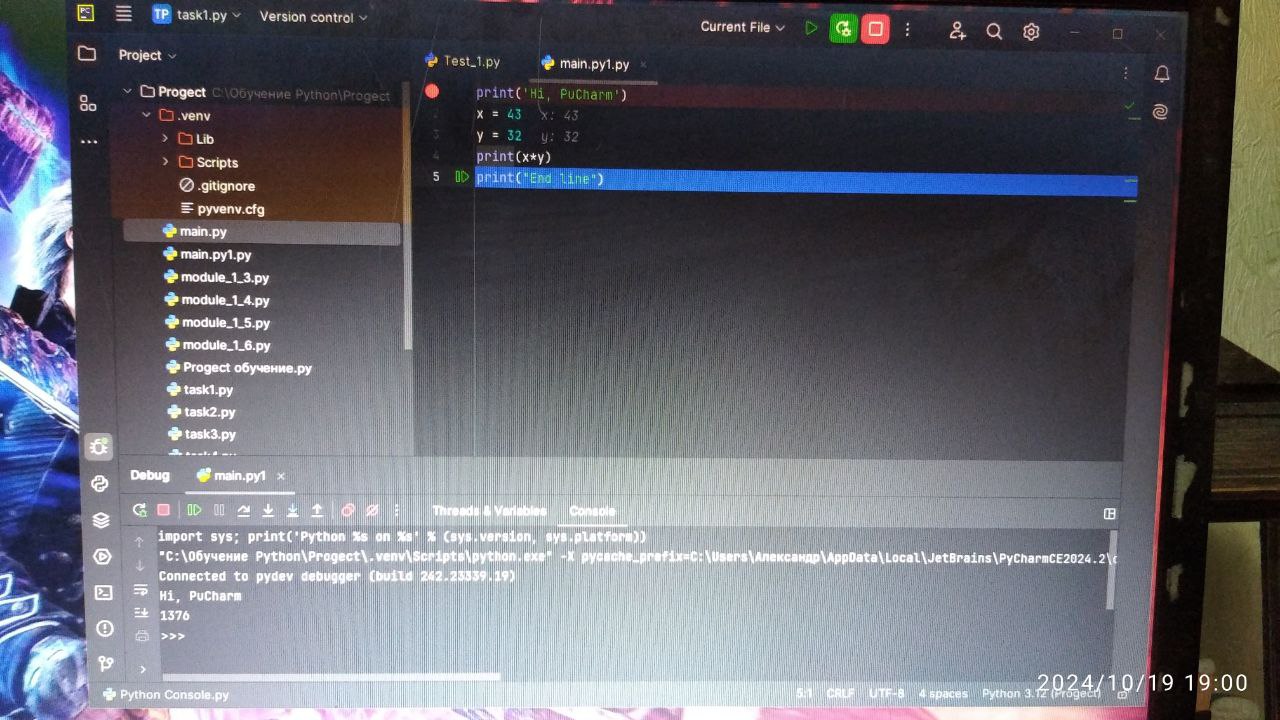 PC
TP task1.py Version control
Current File
Project
Test_1.py main.py1.py
Progect C:\Обучение Python\Progect
.venv
Lib
Scripts
.gitignore
pyvenv.cfg
main.py
main.py1.py
module_1_3.py
module_1_4.py
module_1_5.py
module_1_6.py
Progect обучение.py
task1.py
task2.py
task3.py
print('Hi, PuCharm')
2 x = 43 x: 43
3 y = 32 y: 32
4 print(x*y)
5 print("End line")
Debug main.py1
Threads & Variables Console
import sys; print('Python %s on %s' % (sys.version, sys.platform))
"C:\Обучение Python\Progect\.venv\Scripts\python.exe" -X pycache_prefix=C:\Users\Александр\AppData\Local\JetBrains\PyCharmCE2024.2\c
Connected to pydev debugger (build 242.23339.19)
Hi, PuCharm
1376
>>>
Python Console.py
5:1 CRLF UTF-8 4 spaces Python 3.12 (Progect)
2024/10/19 19:00